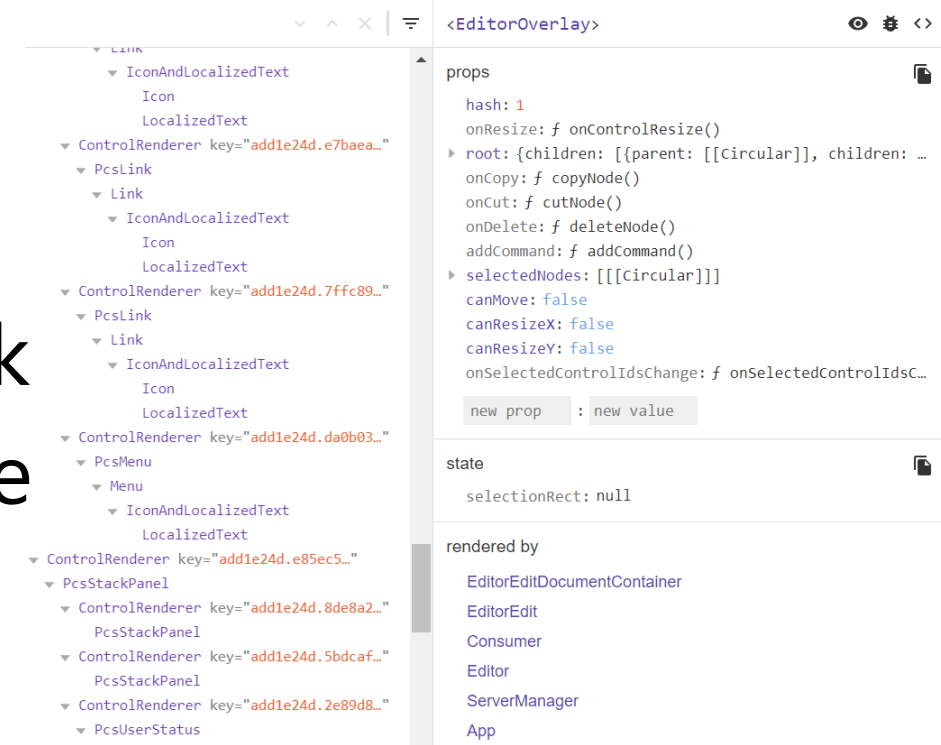 Link
IconAndLocalizedText
Icon
LocalizedText
ControlRenderer key="add1e24d.e7baea…"
PcsLink
Link
IconAndLocalizedText
Icon
LocalizedText
ControlRenderer key="add1e24d.7ffc89…"
PcsLink
Link
IconAndLocalizedText
Icon
LocalizedText
ControlRenderer key="add1e24d.da0b03…"
PcsMenu
Menu
IconAndLocalizedText
LocalizedText
ControlRenderer key="add1e24d.e85ec5…"
PcsStackPanel
ControlRenderer key="add1e24d.8de8a2…"
PcsStackPanel
ControlRenderer key="add1e24d.5bdcaf…"
PcsStackPanel
ControlRenderer key="add1e24d.2e89d8…"
PcsUserStatus
k
e
<EditorOverlay>
props
hash: 1
onResize: ƒ onControlResize()
root: {children: [{parent: [[Circular]], children: …
onCopy: ƒ copyNode()
onCut: ƒ cutNode()
onDelete: ƒ deleteNode()
addCommand: ƒ addCommand()
selectedNodes: [[[Circular]]]
canMove: false
canResizeX: false
canResizeY: false
onSelectedControlIdsChange: ƒ onSelectedControlIdsC…
new prop : new value
state
selectionRect: null
rendered by
EditorEditDocumentContainer
EditorEdit
Consumer
Editor
ServerManager
App